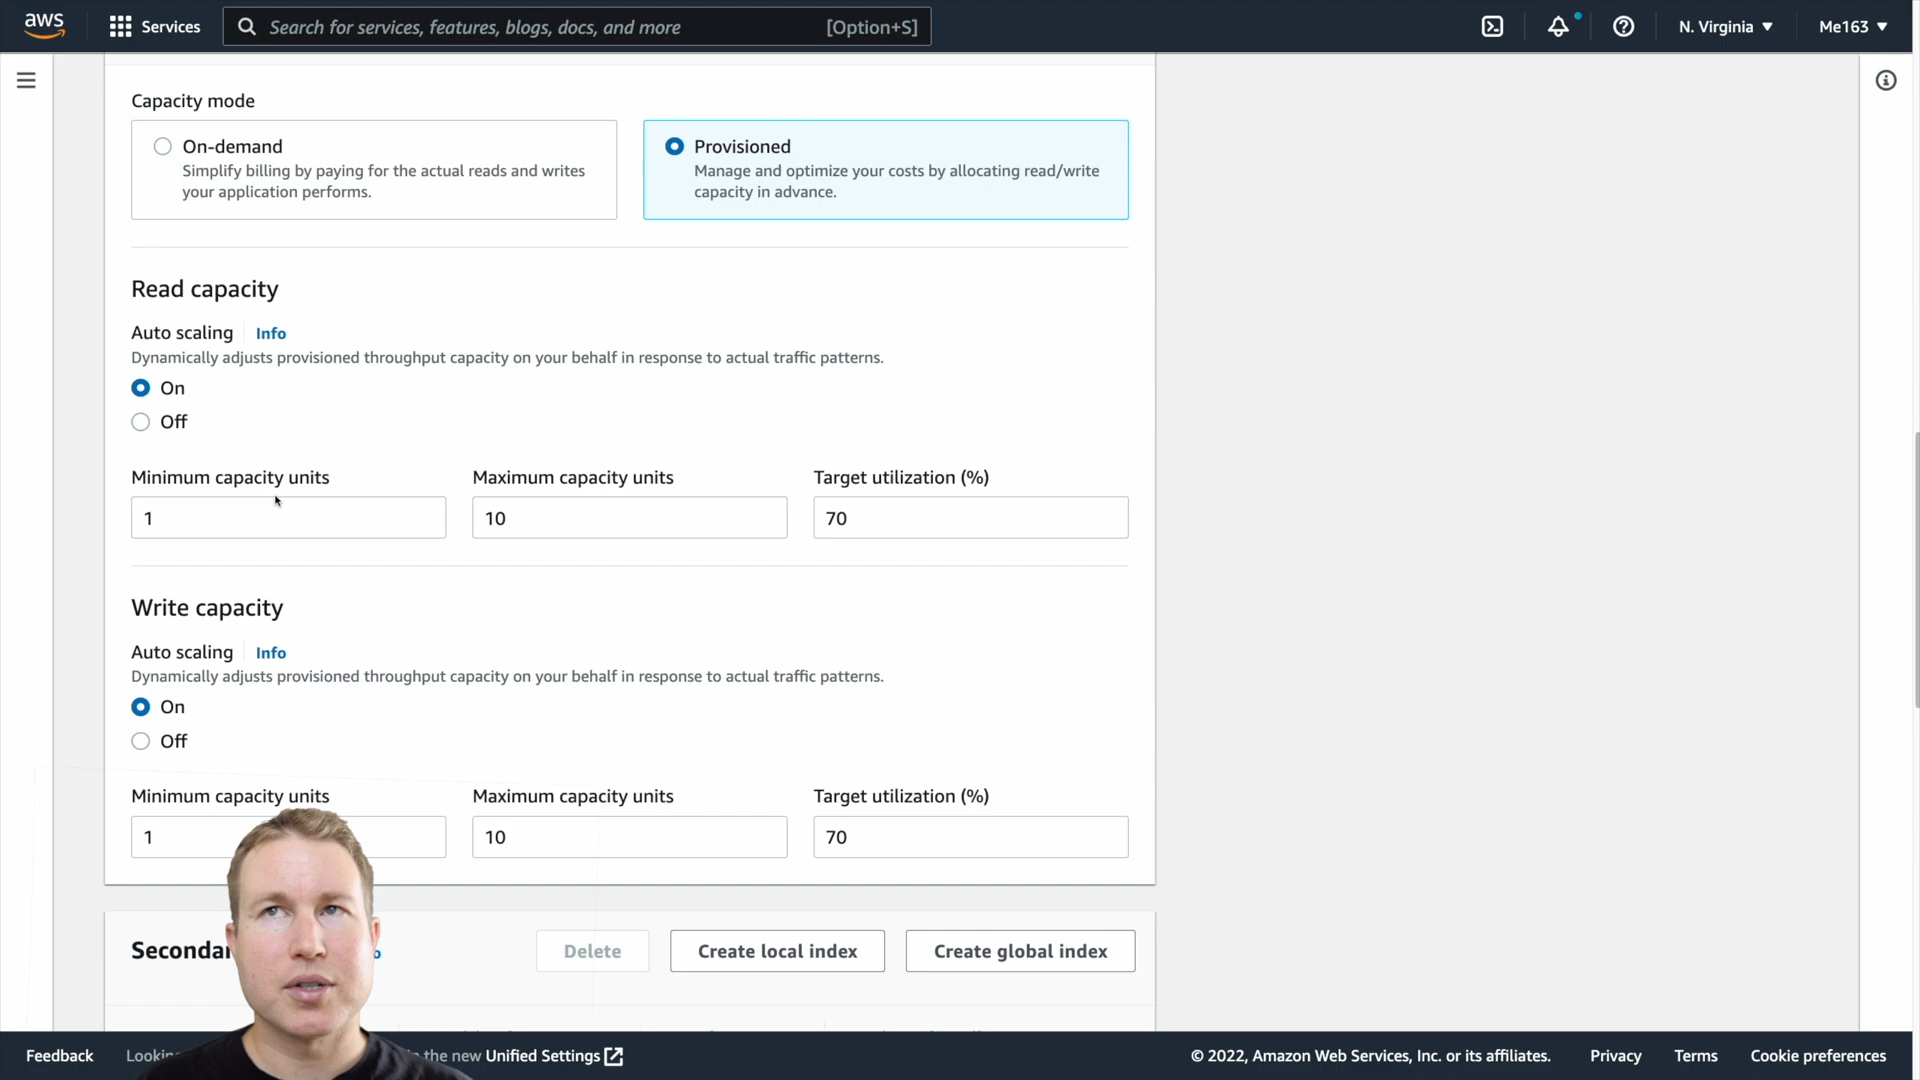 aws
Services
Search for services, features, blogs, docs, and more
[Option+S]
N. Virginia
Me163
Capacity mode
On-demand
Simplify billing by paying for the actual reads and writes
your application performs.
Provisioned
Manage and optimize your costs by allocating read/write
capacity in advance.
Read capacity
Auto scaling
Info
Dynamically adjusts provisioned throughput capacity on your behalf in response to actual traffic patterns.
On
Off
Minimum capacity units
Maximum capacity units
Target utilization (%)
1
10
70
Write capacity
Auto scaling
Info
Dynamically adjusts provisioned throughput capacity on your behalf in response to actual traffic patterns.
On
Off
Minimum capacity units
Maximum capacity units
Target utilization (%)
1
10
70
Delete
Create local index
Create global index
Feedback
the new Unified Settings
© 2022, Amazon Web Services, Inc. or its affiliates.
Privacy
Terms
Cookie preferences